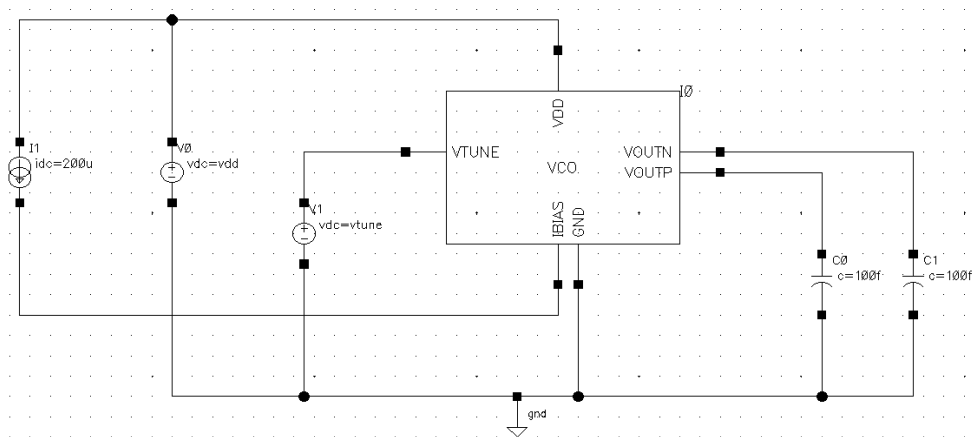 I0
VDD
I1
idc=200u
V0
vdc=vdd
VTUNE
VCO
VOUTN
VOUTP
V1
vdc=vtune
IBIAS
GND
C0
c=100f
C1
c=100f
gnd